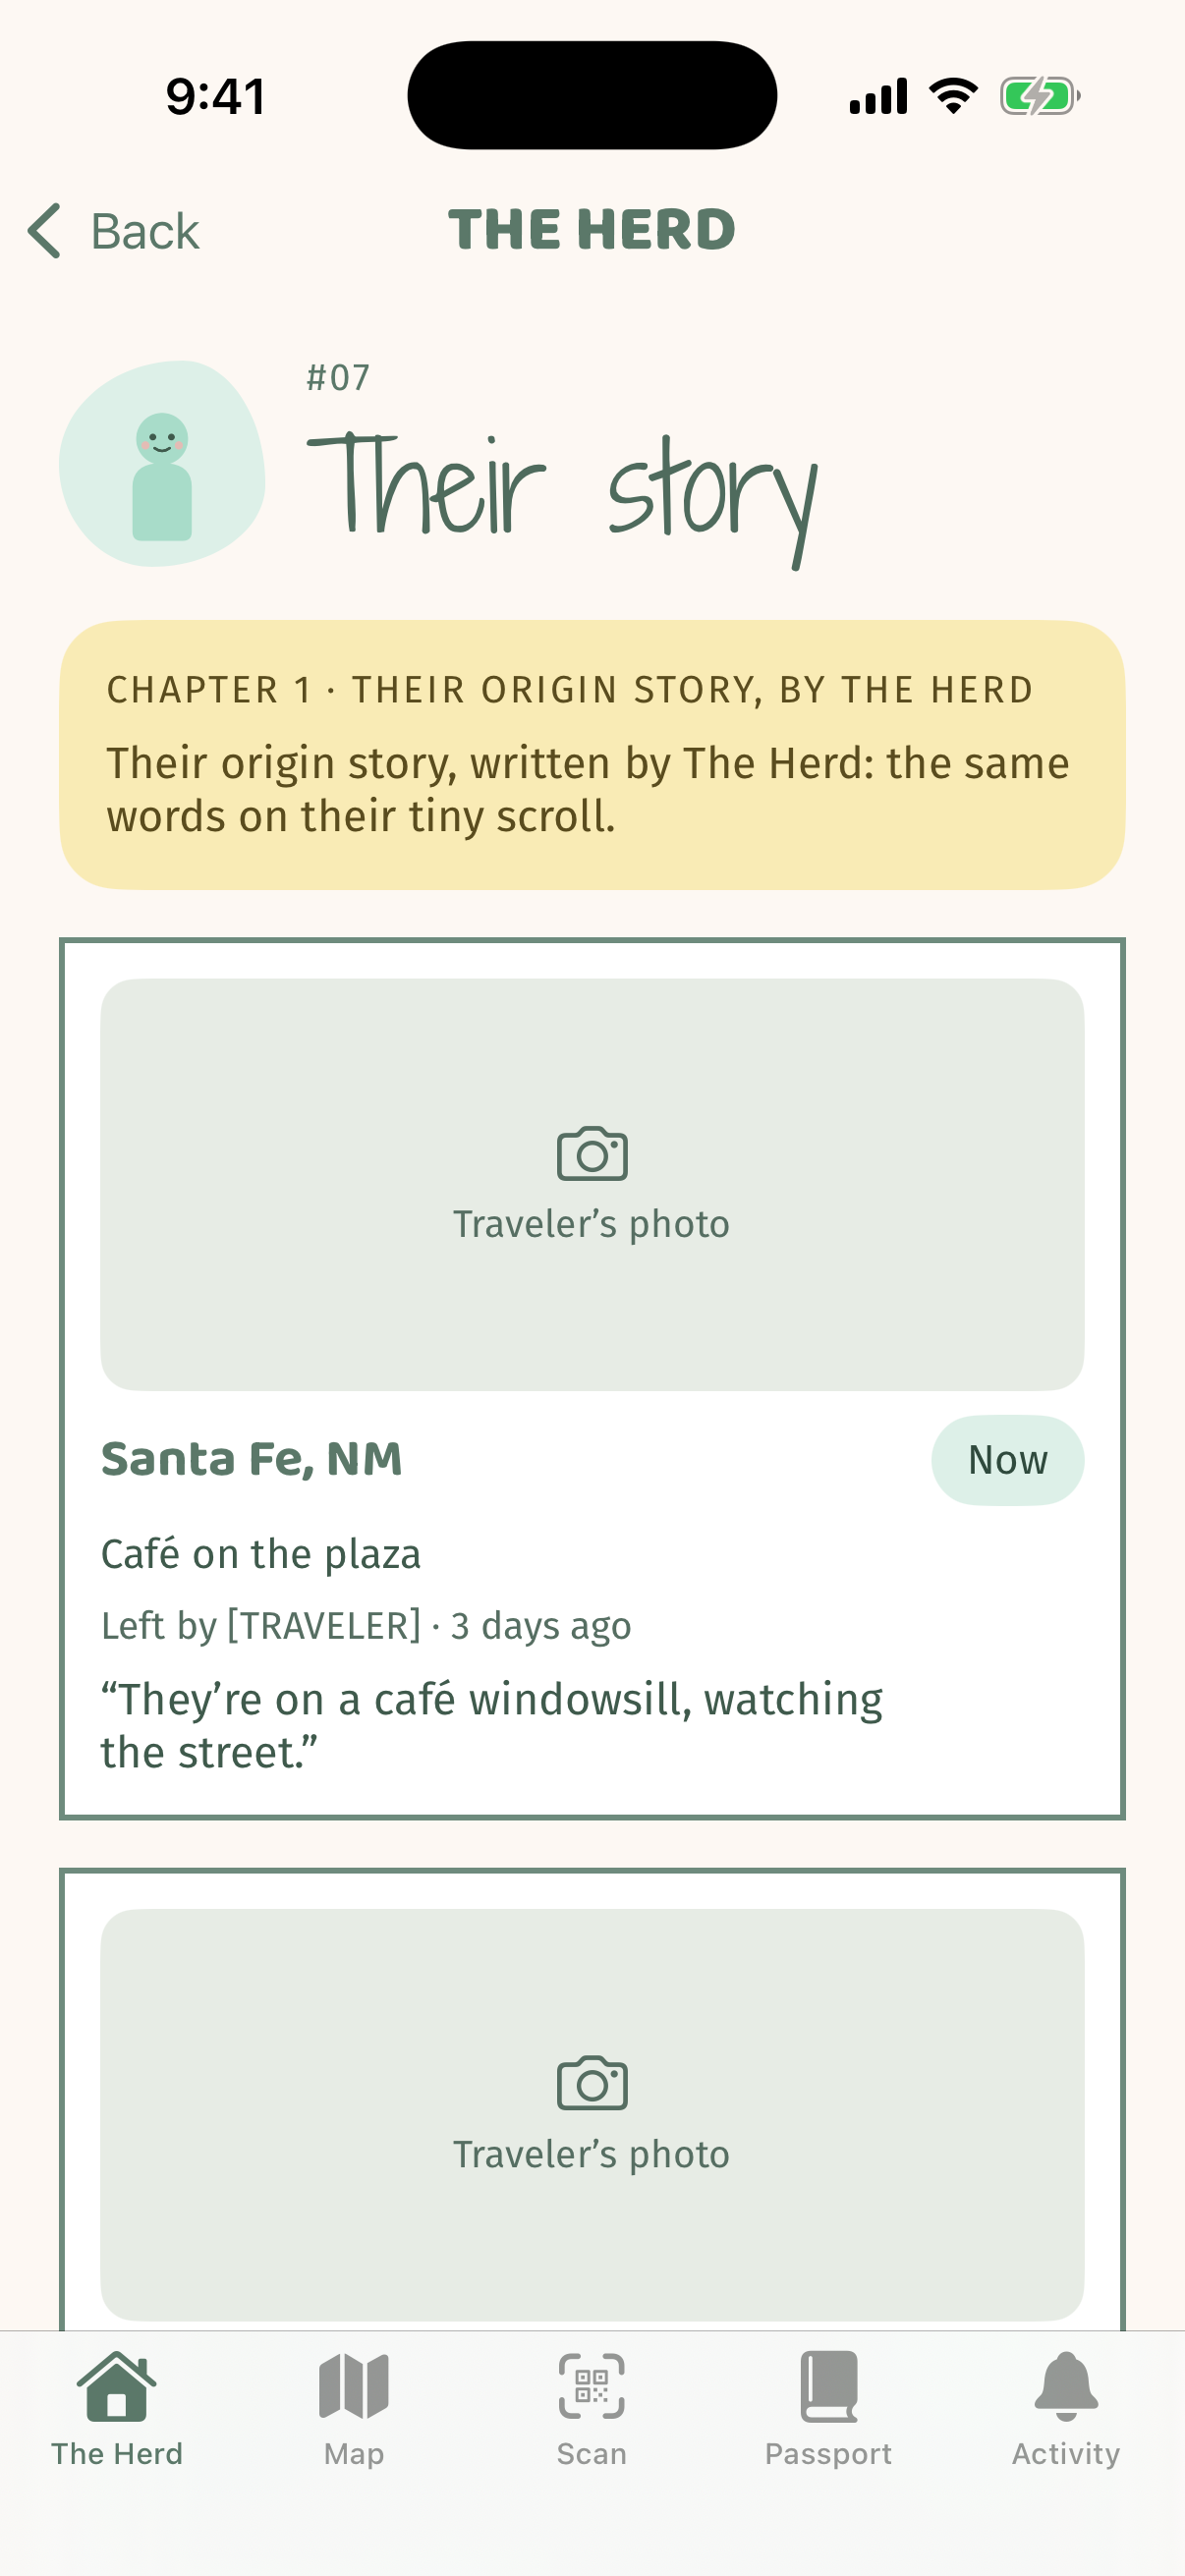 9:41
Back
THE HERD
#07
Their story
CHAPTER 1 · THEIR ORIGIN STORY, BY THE HERD
Their origin story, written by The Herd: the same
words on their tiny scroll.
Traveler’s photo
Santa Fe, NM
Now
Café on the plaza
Left by [TRAVELER] · 3 days ago
“They’re on a café windowsill, watching
the street.”
Traveler’s photo
The Herd
Map
Scan
Passport
Activity